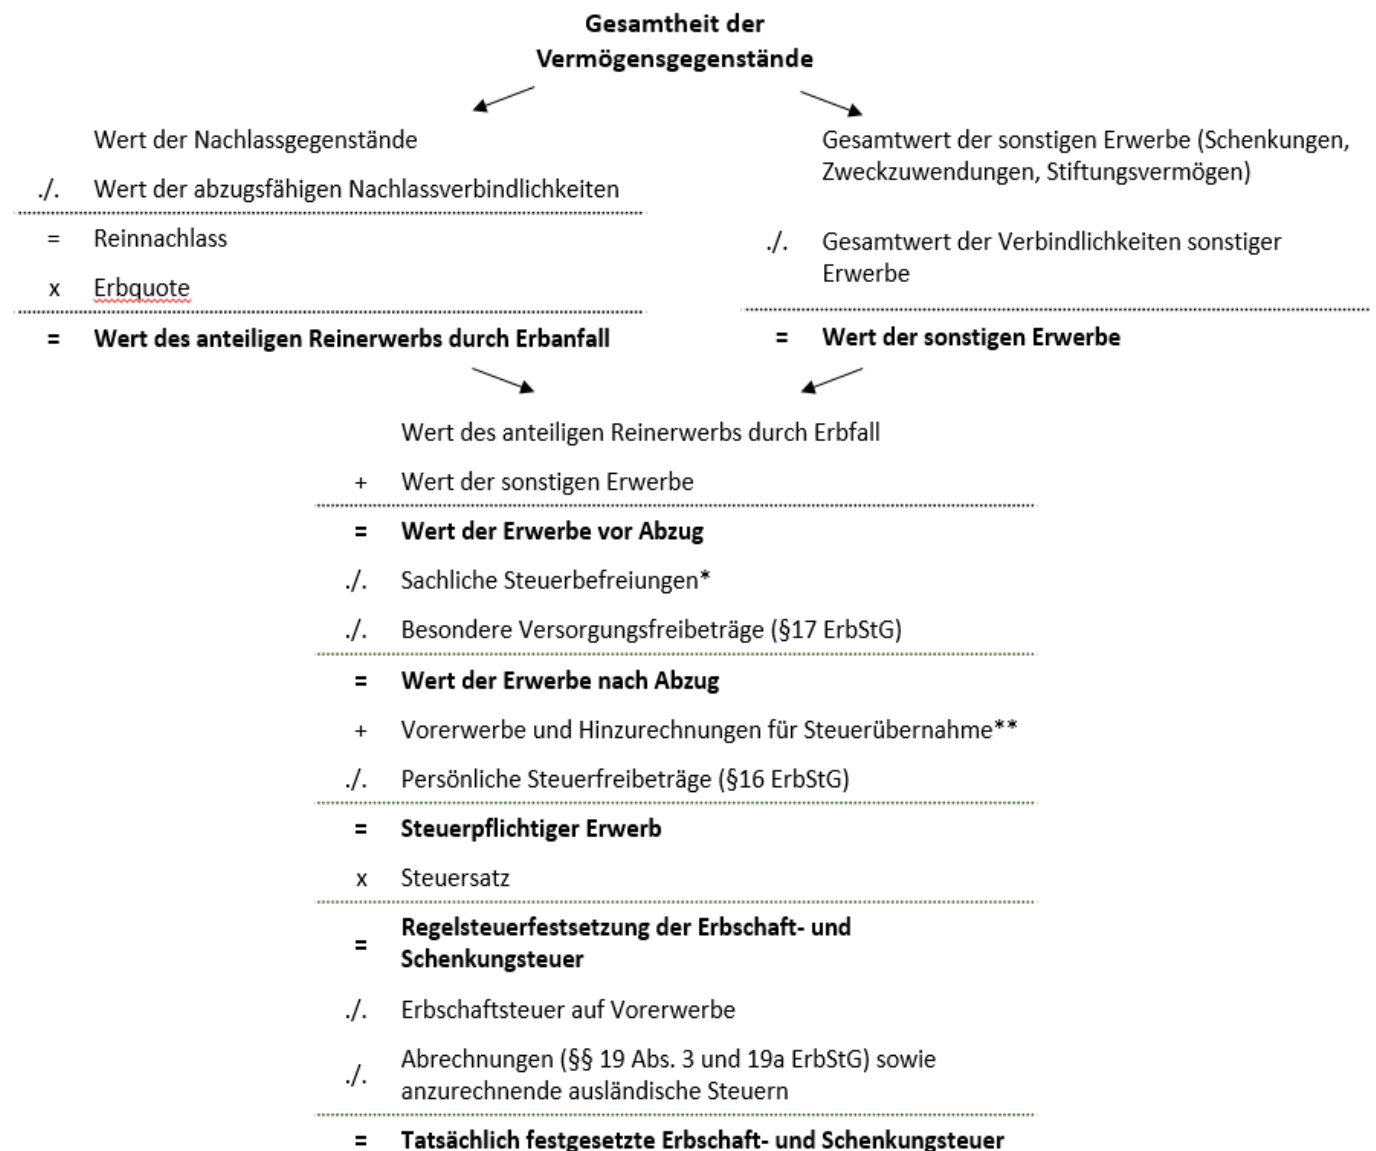 Gesamtheit der
Vermögensgegenstände
Wert der Nachlassgegenstände
./. Wert der abzugsfähigen Nachlassverbindlichkeiten
= Reinnachlass
x Erbquote
= Wert des anteiligen Reinerwerbs durch Erbanfall
Gesamtwert der sonstigen Erwerbe (Schenkungen,
Zweckzuwendungen, Stiftungsvermögen)
./. Gesamtwert der Verbindlichkeiten sonstiger
Erwerbe
= Wert der sonstigen Erwerbe
Wert des anteiligen Reinerwerbs durch Erbfall
+ Wert der sonstigen Erwerbe
= Wert der Erwerbe vor Abzug
./. Sachliche Steuerbefreiungen*
./. Besondere Versorgungsfreibeträge (§17 ErbStG)
= Wert der Erwerbe nach Abzug
+ Vorerwerbe und Hinzurechnungen für Steuerübernahme**
./. Persönliche Steuerfreibeträge (§16 ErbStG)
= Steuerpflichtiger Erwerb
x Steuersatz
= Regelsteuerfestsetzung der Erbschaft- und
Schenkungsteuer
./. Erbschaftsteuer auf Vorerwerbe
./. Abrechnungen (§§ 19 Abs. 3 und 19a ErbStG) sowie
anzurechnende ausländische Steuern
= Tatsächlich festgesetzte Erbschaft- und Schenkungsteuer